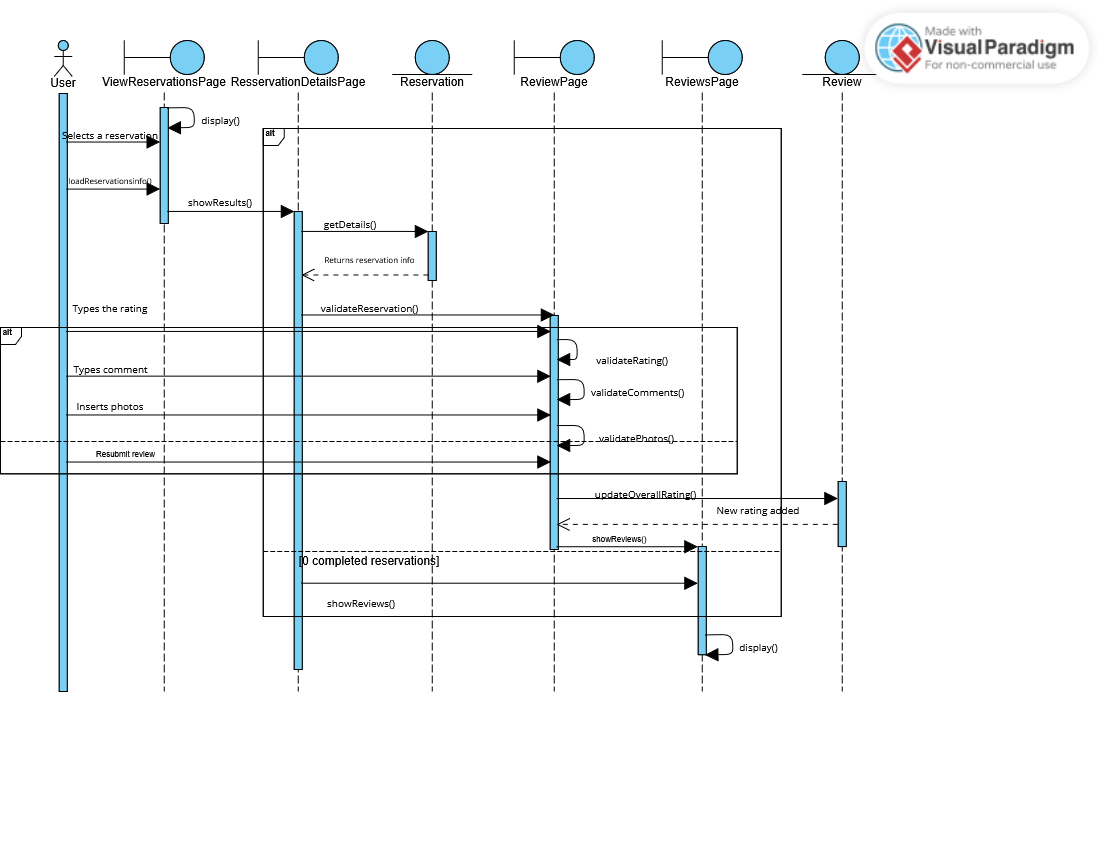 Made with
Visual Paradigm
For non-commercial use
User
ViewReservationsPage
RésservationDetailsPage
Reservation
ReviewPage
ReviewsPage
Review
display()
alt
Selects a reservation
loadReservationsinfo()
showResults()
getDetails()
Returns reservation info
Types the rating
validateReservation()
alt
validateRating()
Types comment
validateComments()
Inserts photos
validatePhotos()
Resubmit review
updateOverallRating()
New rating added
showReviews()
[0 completed reservations]
showReviews()
display()